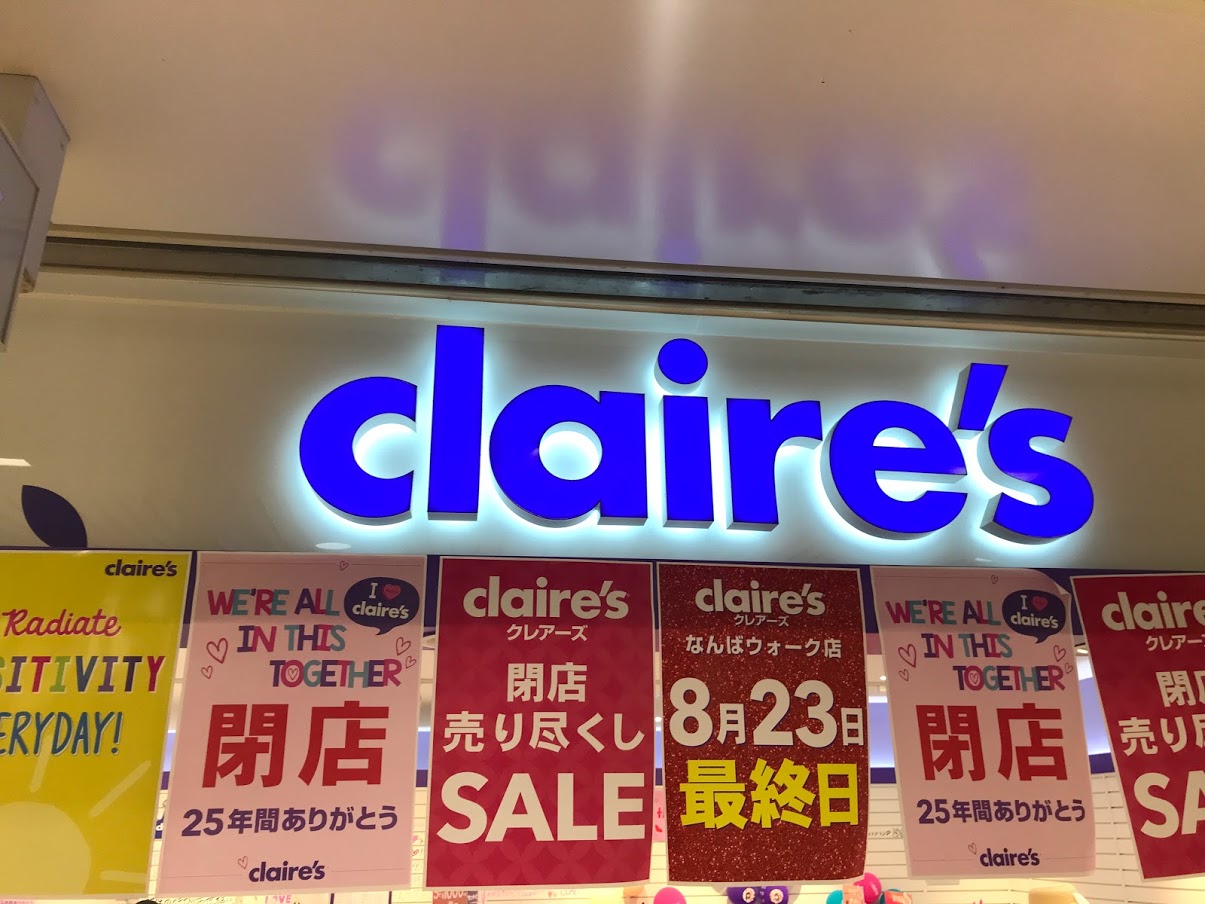 claire's
claire's
Radiate
SITIVITY
ERYDAY!
WE'RE ALL
IN THIS
TOGETHER
I
claire's
閉店
25年間ありがとう
claire's
claire's
クレアーズ
閉店
売り尽くし
SALE
claire's
クレアーズ
なんばウォーク店
8月23日
最終日
WE'RE ALL
IN THIS
TOGETHER
I
claire's
閉店
25年間ありがとう
claire's
claire
クレアーズ
閉店
売り尽
SA